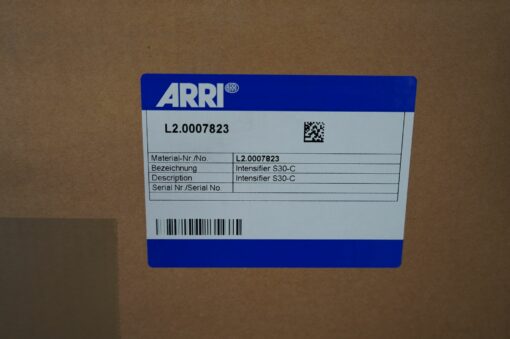 ARRI
L2.0007823
Material-Nr /No. L2.0007823
Bezeichnung Intensifier S30-C
Description Intensifier S30-C
Serial Nr /Serial No.